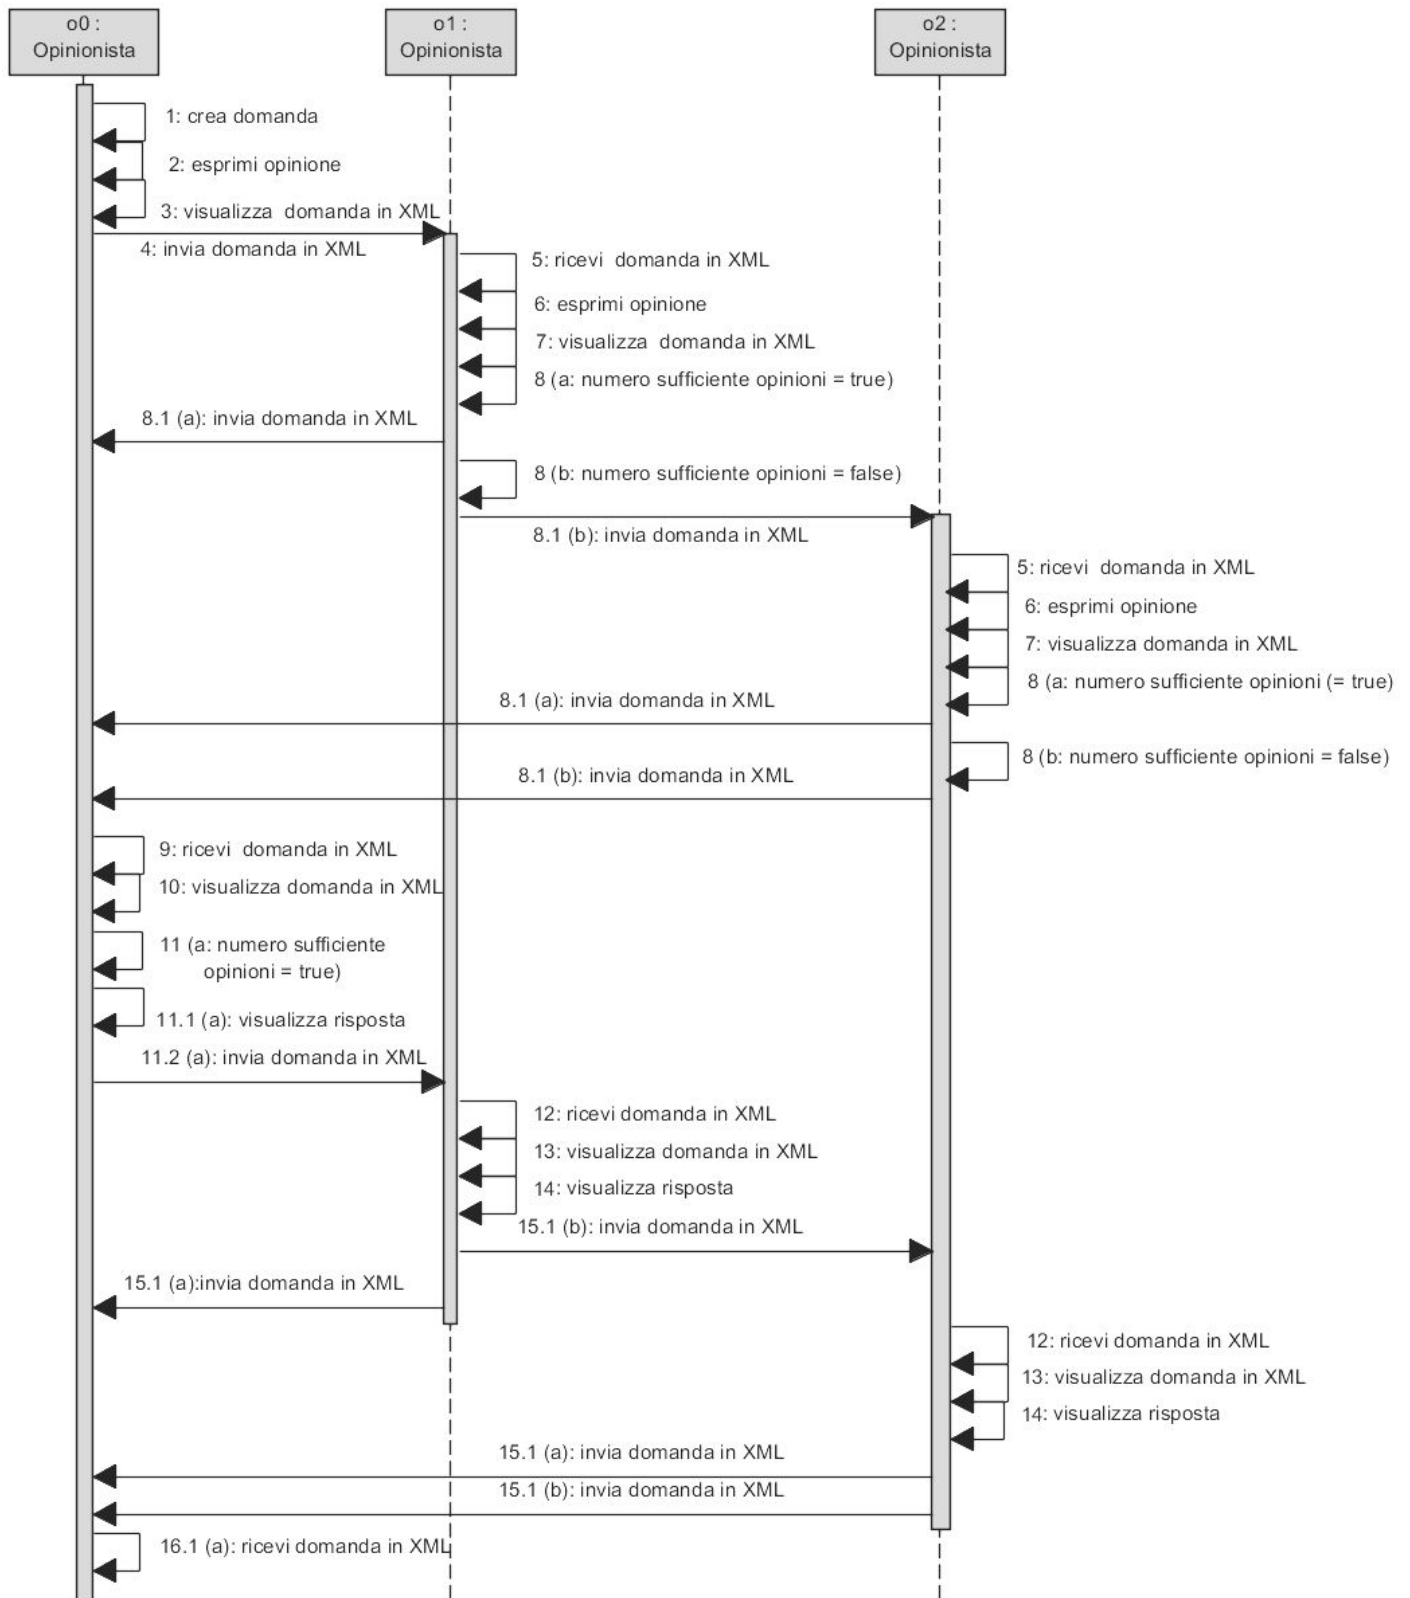 o0 :
Opinionista
o1 :
Opinionista
o2 :
Opinionista
1: crea domanda
2: esprimi opinione
3: visualizza  domanda in XML
4: invia domanda in XML
5: ricevi  domanda in XML
6: esprimi opinione
7: visualizza  domanda in XML
8 (a: numero sufficiente opinioni = true)
8.1 (a): invia domanda in XML
8 (b: numero sufficiente opinioni = false)
8.1 (b): invia domanda in XML
5: ricevi  domanda in XML
6: esprimi opinione
7: visualizza domanda in XML
8 (a: numero sufficiente opinioni (= true)
8.1 (a): invia domanda in XML
8 (b: numero sufficiente opinioni = false)
8.1 (b): invia domanda in XML
9: ricevi  domanda in XML
10: visualizza domanda in XML
11 (a: numero sufficiente
opinioni = true)
11.1 (a): visualizza risposta
11.2 (a): invia domanda in XML
12: ricevi domanda in XML
13: visualizza domanda in XML
14: visualizza risposta
15.1 (b): invia domanda in XML
15.1 (a):invia domanda in XML
12: ricevi domanda in XML
13: visualizza domanda in XML
14: visualizza risposta
15.1 (a): invia domanda in XML
15.1 (b): invia domanda in XML
16.1 (a): ricevi domanda in XML